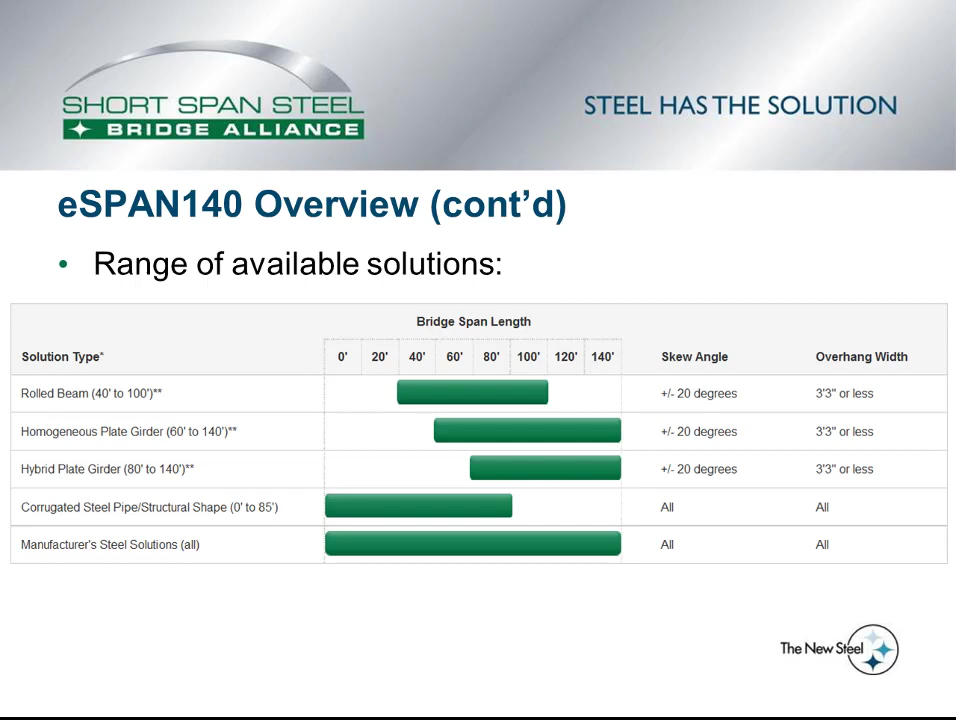 SHORT SPAN STEEL
BRIDGE ALLIANCE
STEEL HAS THE SOLUTION
eSPAN140 Overview (cont’d)
• Range of available solutions:
Bridge Span Length
Solution Type* 0' 20' 40' 60' 80' 100' 120' 140' Skew Angle Overhang Width
Rolled Beam (40' to 100')** +/- 20 degrees 3'3" or less
Homogeneous Plate Girder (60' to 140')** +/- 20 degrees 3'3" or less
Hybrid Plate Girder (80' to 140')** +/- 20 degrees 3'3" or less
Corrugated Steel Pipe/Structural Shape (0' to 85') All All
Manufacturer's Steel Solutions (all) All All
The New Steel